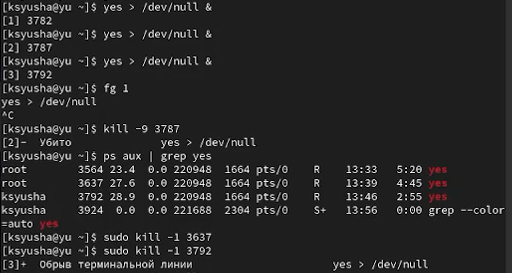 [ksyusha@yu ~]$ yes > /dev/null &
[1] 3782
[ksyusha@yu ~]$ yes > /dev/null &
[2] 3787
[ksyusha@yu ~]$ yes > /dev/null &
[3] 3792
[ksyusha@yu ~]$ fg 1
yes > /dev/null
^C
[ksyusha@yu ~]$ kill -9 3787
[2]-  Убито              yes > /dev/null
[ksyusha@yu ~]$ ps aux | grep yes
root        3564 23.4  0.0 220948  1664 pts/0    R    13:33   5:20 yes
root        3637 27.6  0.0 220948  1664 pts/0    R    13:39   4:45 yes
ksyusha     3792 28.9  0.0 220948  1664 pts/0    R    13:46   2:55 yes
ksyusha     3924  0.0  0.0 221688  2304 pts/0    S+   13:56   0:00 grep --color
=auto yes
[ksyusha@yu ~]$ sudo kill -1 3637
[ksyusha@yu ~]$ sudo kill -1 3792
[3]+  Обрыв терминальной линии                    yes > /dev/null